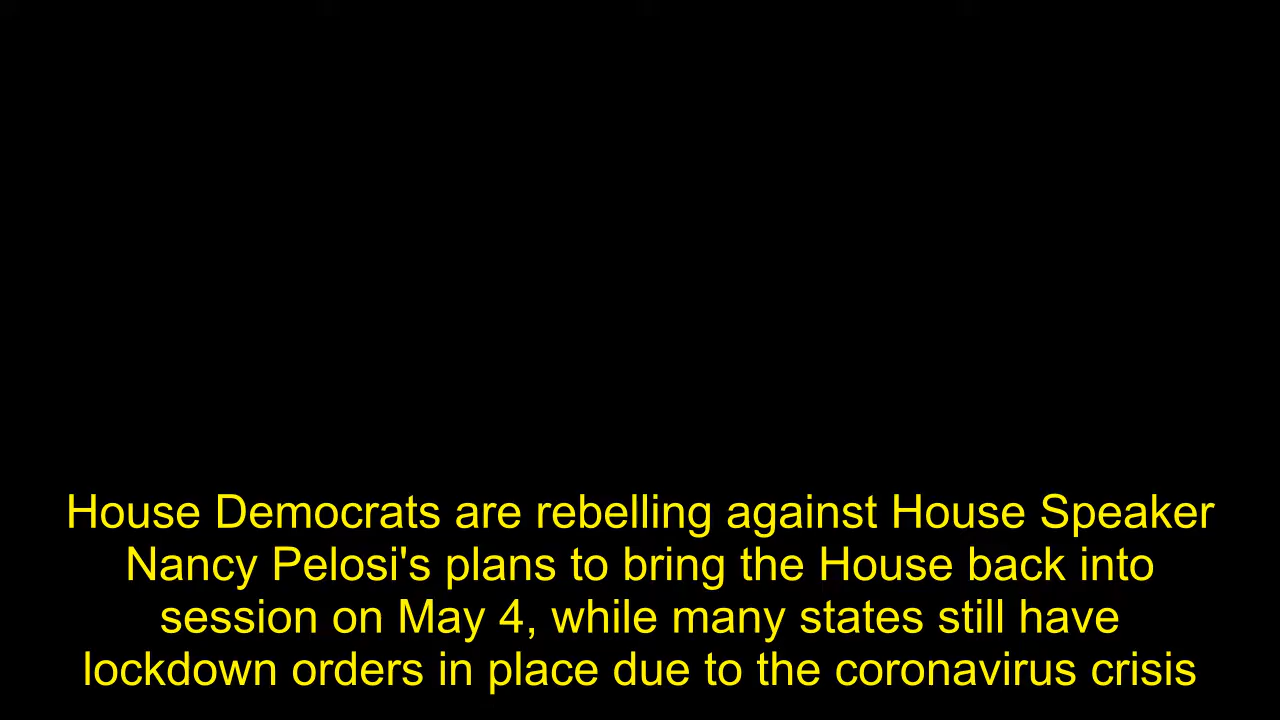 House Democrats are rebelling against House Speaker
Nancy Pelosi's plans to bring the House back into
session on May 4, while many states still have
lockdown orders in place due to the coronavirus crisis